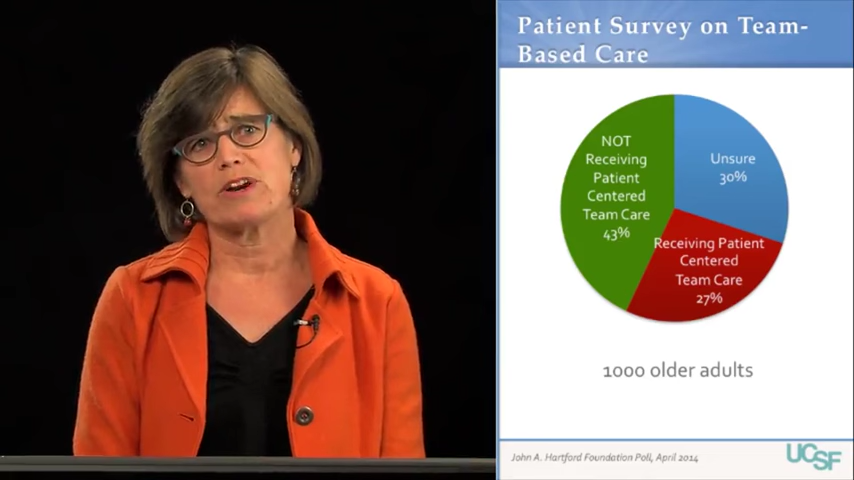 Patient Survey on Team-
Based Care
NOT
Receiving
Patient
Centered
Team Care
43%
Unsure
30%
Receiving Patient
Centered
Team Care
27%
1000 older adults
John A. Hartford Foundation Poll, April 2014
UCSF